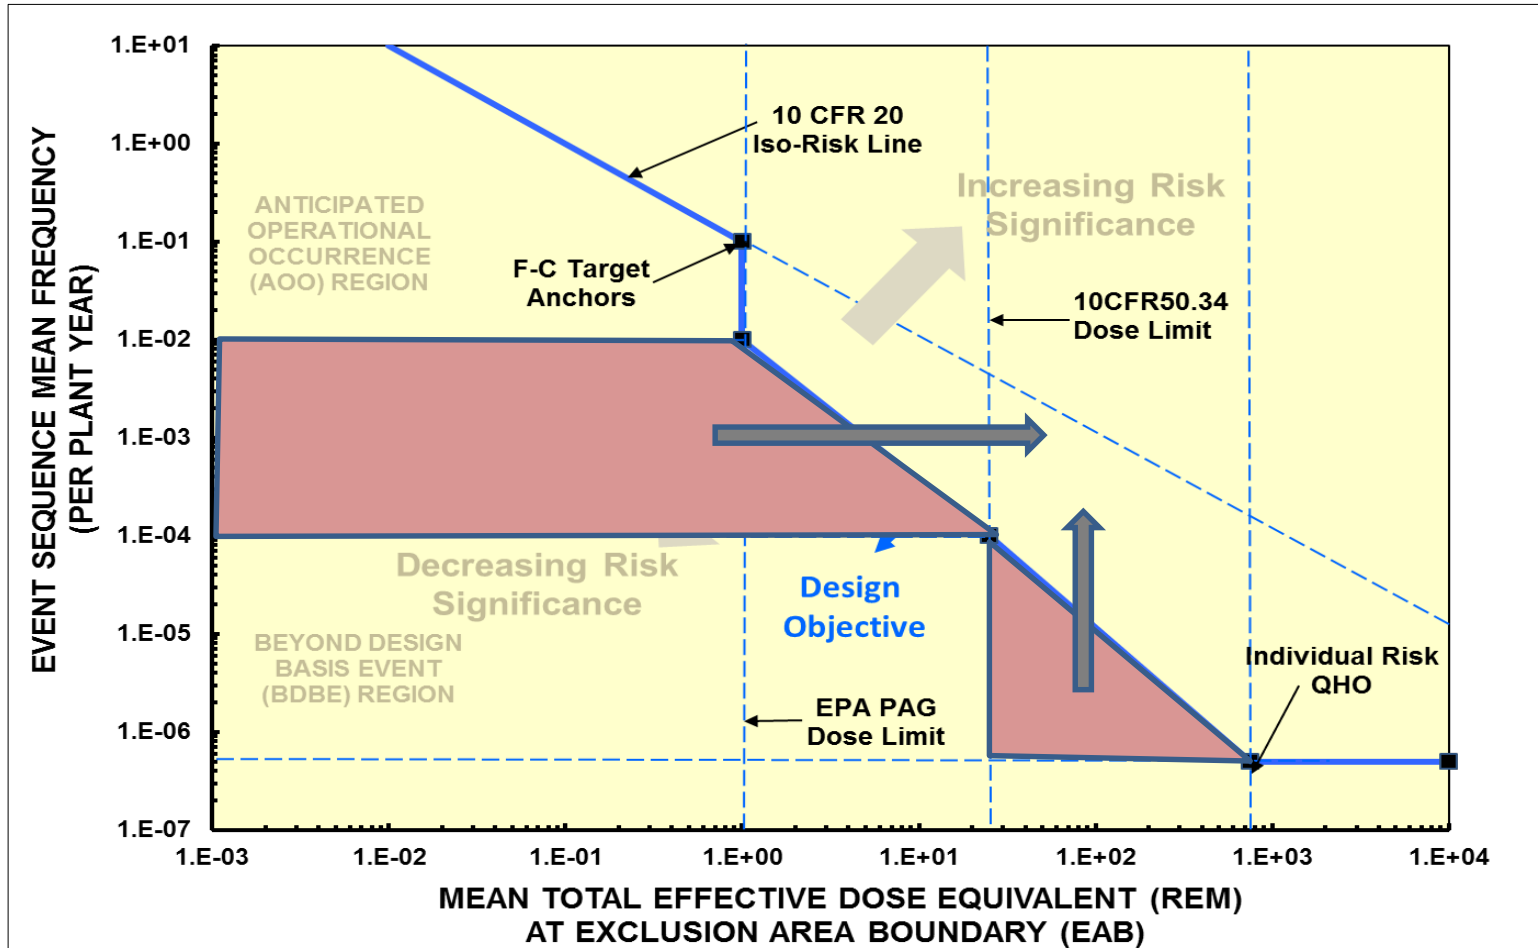 1.E+01
1.E+00
1.E-01
1.E-02
1.E-03
1.E-04
1.E-05
1.E-06
1.E-07
EVENT SEQUENCE MEAN FREQUENCY
(PER PLANT YEAR)
10 CFR 20
Iso-Risk Line
Increasing Risk
Significance
ANTICIPATED
OPERATIONAL
OCCURRENCE
(AOO) REGION
F-C Target
Anchors
10CFR50.34
Dose Limit
Decreasing Risk
Significance
Design
Objective
BEYOND DESIGN
BASIS EVENT
(BDBE) REGION
EPA PAG
Dose Limit
Individual Risk
QHO
1.E-03
1.E-02
1.E-01
1.E+00
1.E+01
1.E+02
1.E+03
1.E+04
MEAN TOTAL EFFECTIVE DOSE EQUIVALENT (REM)
AT EXCLUSION AREA BOUNDARY (EAB)